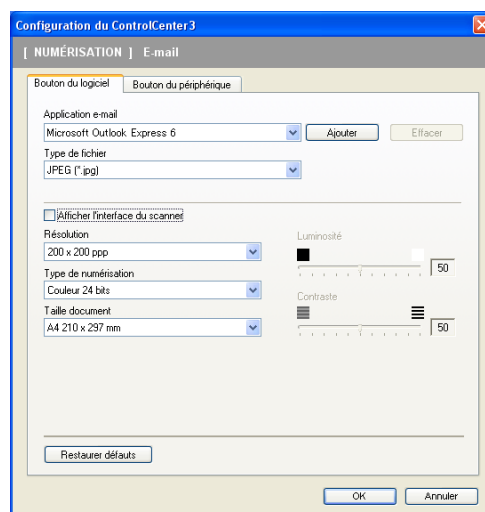 Configuration du ControlCenter3
[ NUMÉRISATION ] E-mail
Bouton du logiciel Bouton du périphérique
Application e-mail
Microsoft Outlook Express 6 Ajouter Effacer
Type de fichier
JPEG (*.jpg)
Afficher l'interface du scanner
Résolution Luminosité
200 x 200 ppp 50
Type de numérisation
Couleur 24 bits Contraste
Taille document
A4 210 x 297 mm 50
Restaurer défauts
OK Annuler